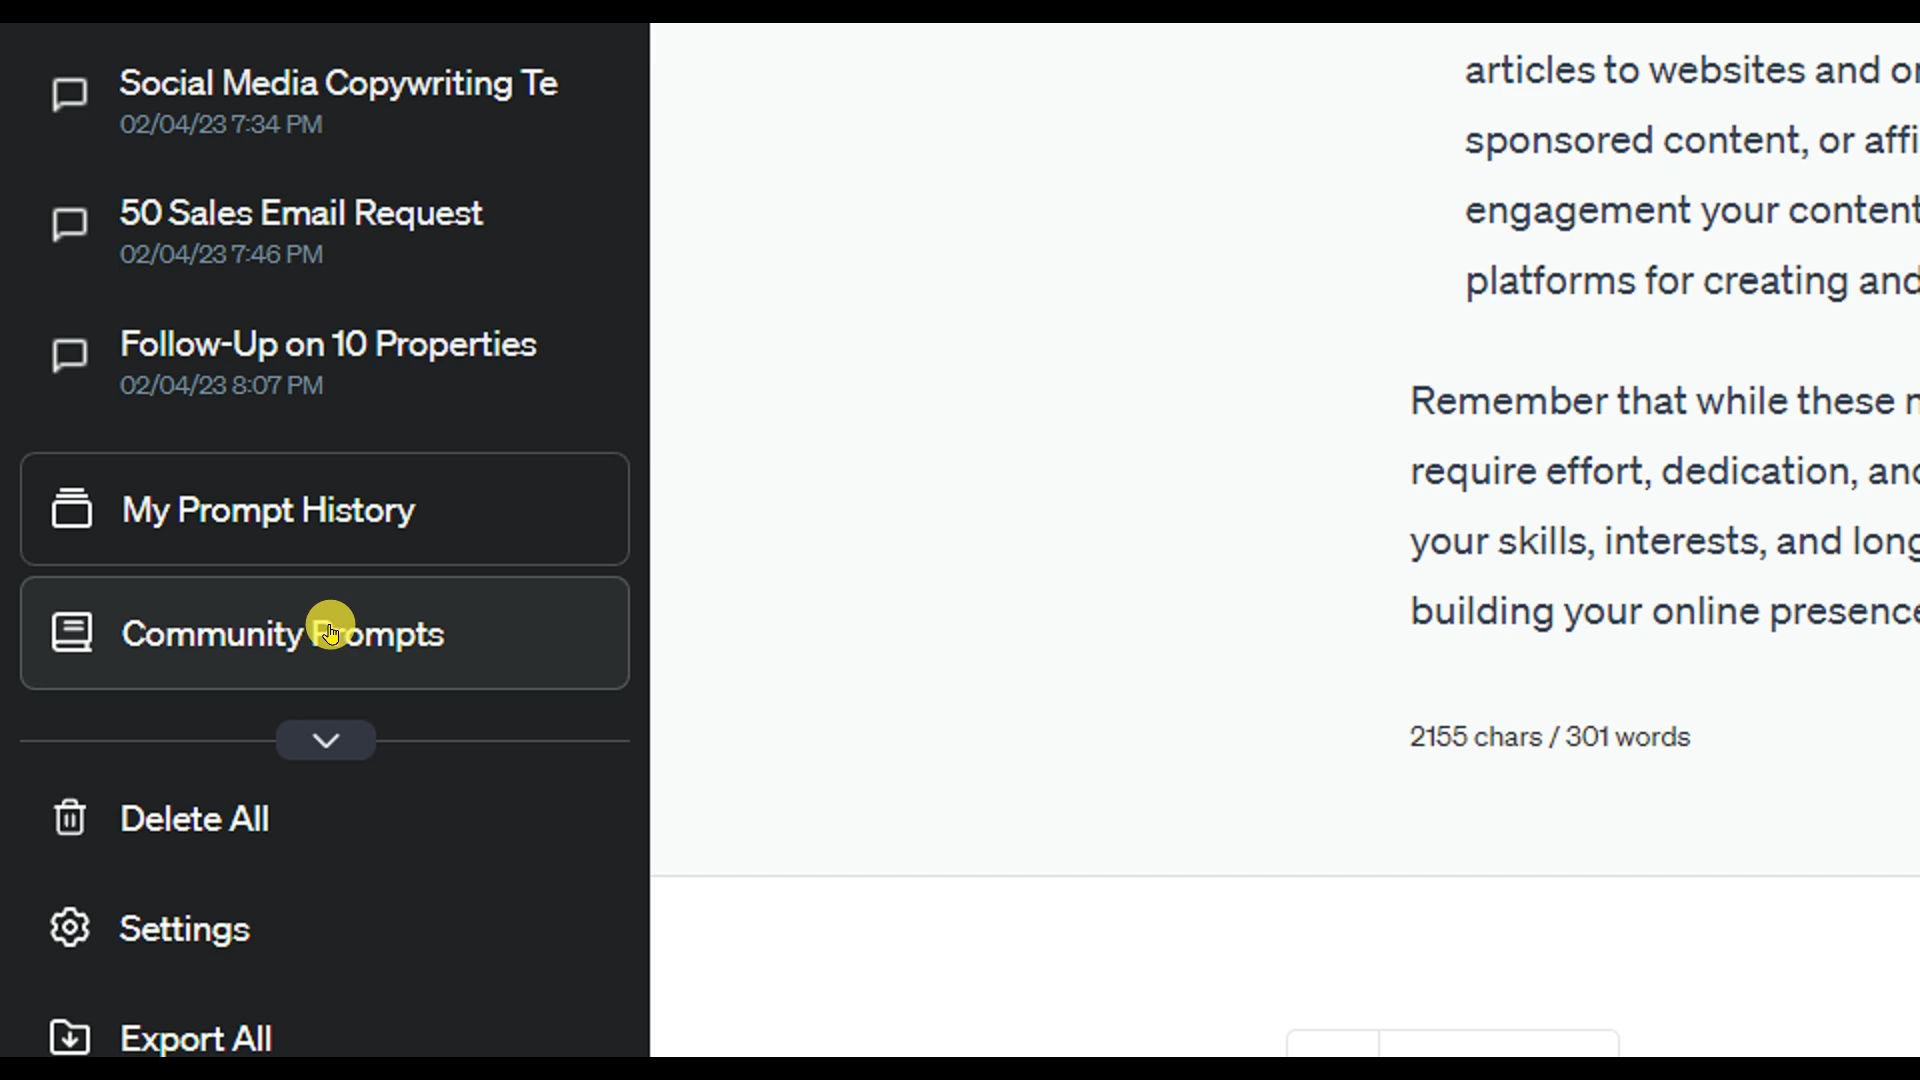 Social Media Copywriting Te
02/04/23 7:34 PM
50 Sales Email Request
02/04/23 7:46 PM
Follow-Up on 10 Properties
02/04/23 8:07 PM
My Prompt History
Community Prompts
Delete All
Settings
Export All
articles to websites and or
sponsored content, or affi
engagement your content
platforms for creating and
Remember that while these
require effort, dedication, and
your skills, interests, and long
building your online presence
2155 chars / 301 words